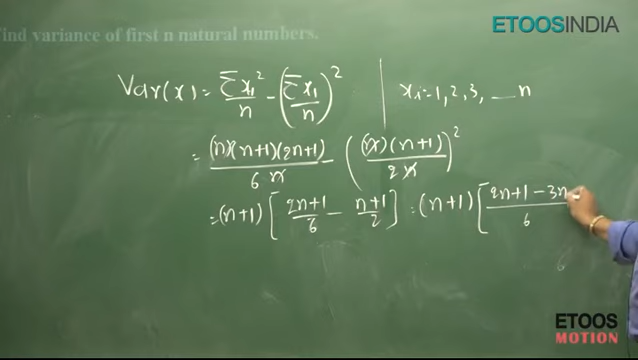 ETOOSINDIA
Find variance of first n natural numbers.
Var(x) = Σxi²/n - (Σxi/n)² | xi = 1, 2, 3, — n
= (n)(n+1)(2n+1)/6n - ((n)(n+1)/2n)²
= (n+1) [2n+1/6 - n+1/2] = (n+1) [2n+1-3n/6
6
ETOOS
MOTION